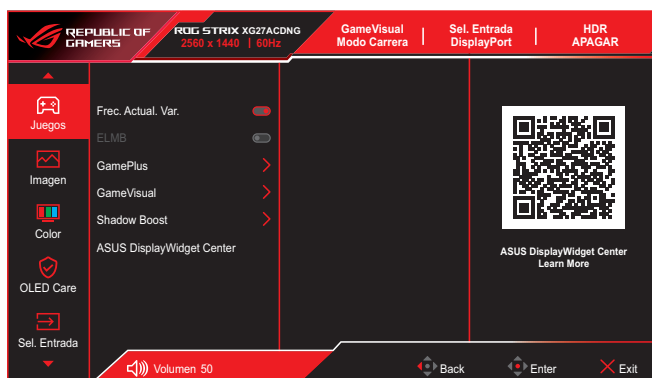 REPUBLIC OF
GAMERS
ROG STRIX XG27ACDNG
2560 x 1440 | 60Hz
GameVisual
Modo Carrera
Sel. Entrada
DisplayPort
HDR
APAGAR
Juegos
Imagen
Color
OLED Care
Sel. Entrada
Frec. Actual. Var.
ELMB
GamePlus
GameVisual
Shadow Boost
ASUS DisplayWidget Center
ASUS DisplayWidget Center
Learn More
Volumen 50
Back
Enter
Exit